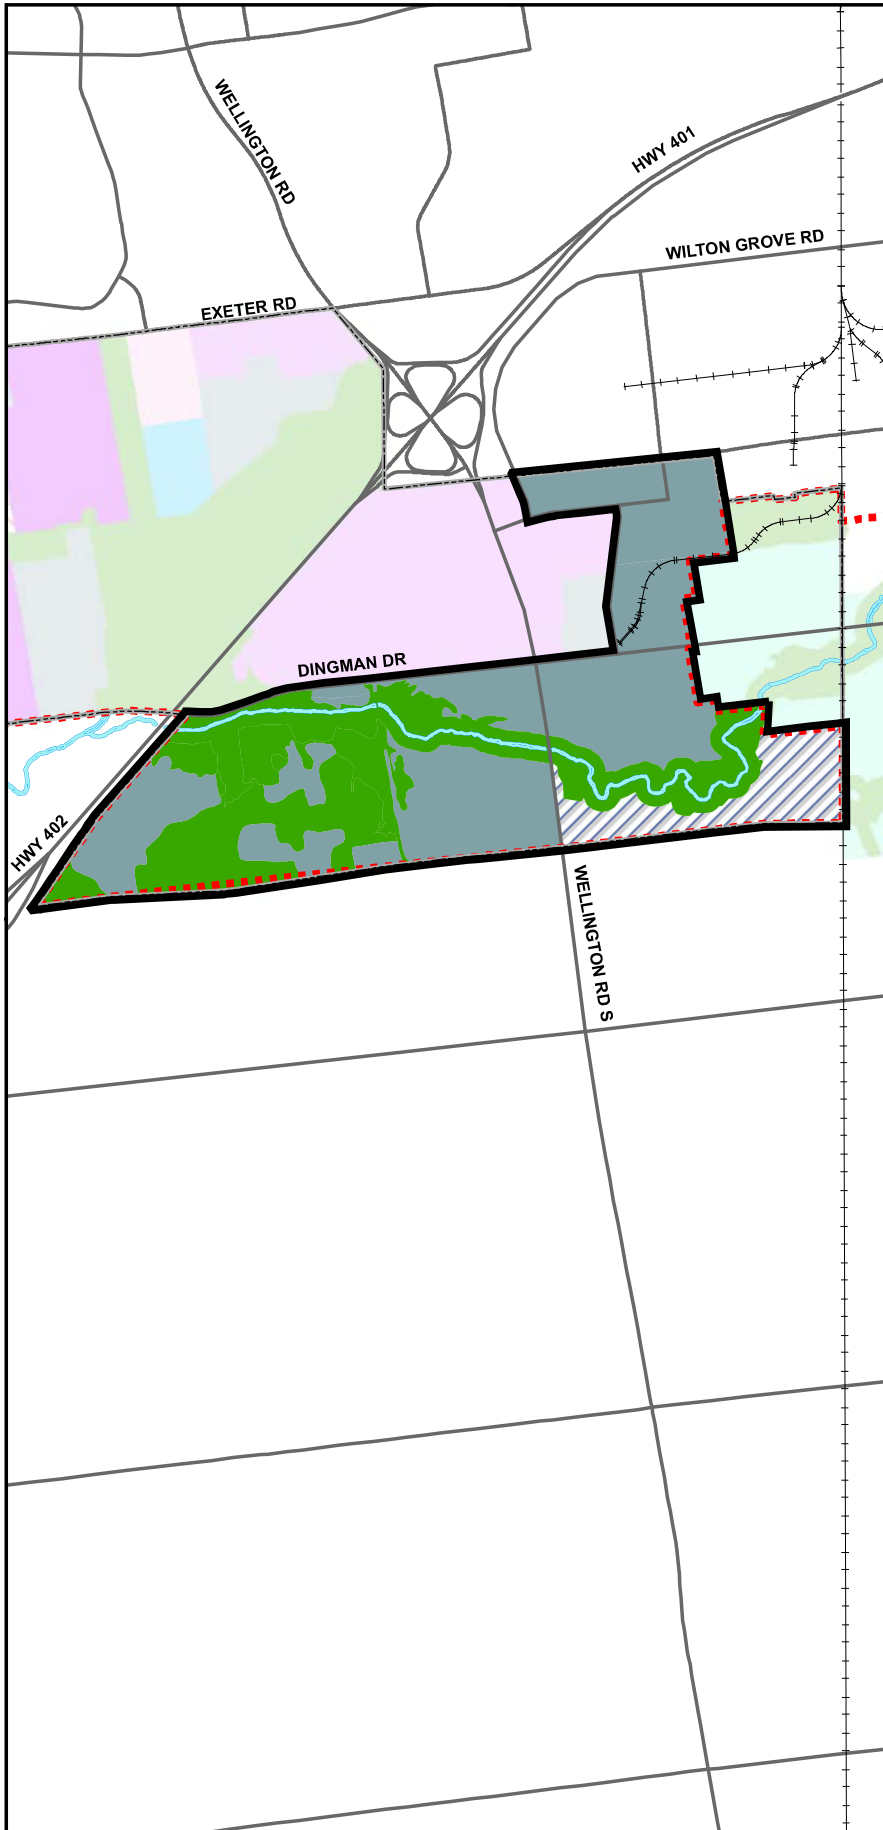 WELLINGTON RD
HWY 401
WILTON GROVE RD
EXETER RD
DINGMAN DR
HWY 402
WELLINGTON RD S